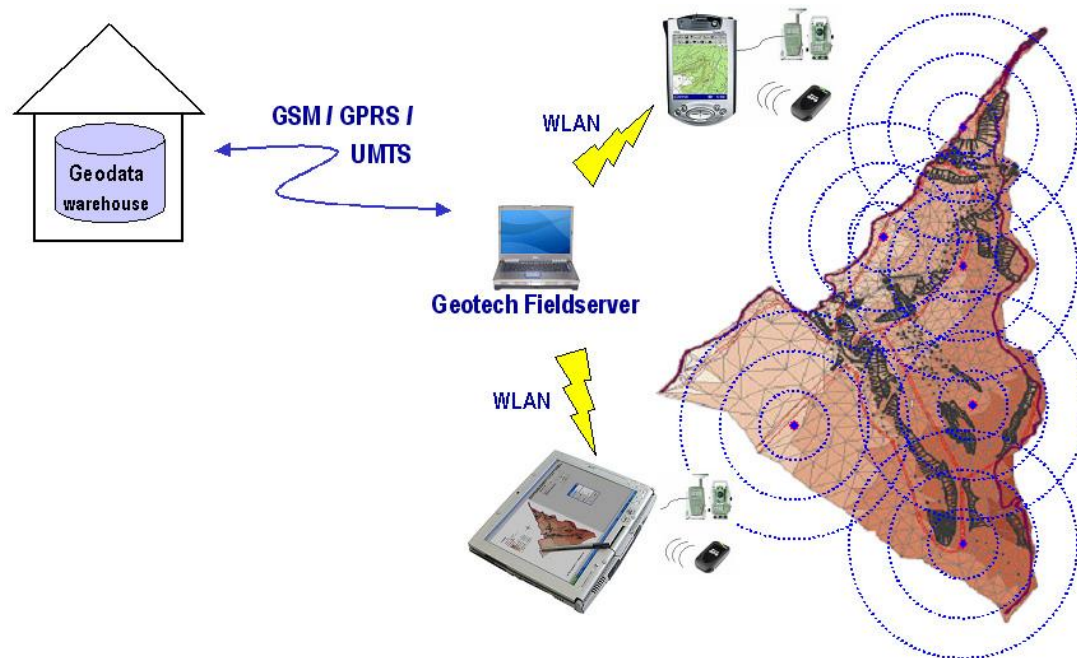 GSM / GPRS /
UMTS
Geodata
warehouse
WLAN
Geotech Fieldserver
WLAN